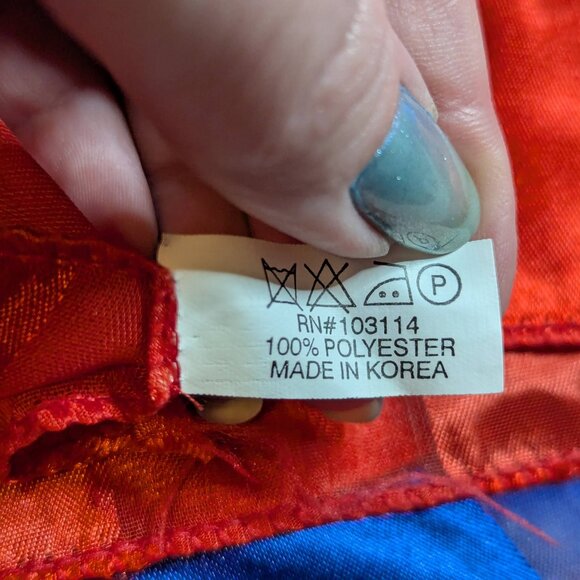 P
RN#103114
100% POLYESTER
MADE IN KOREA